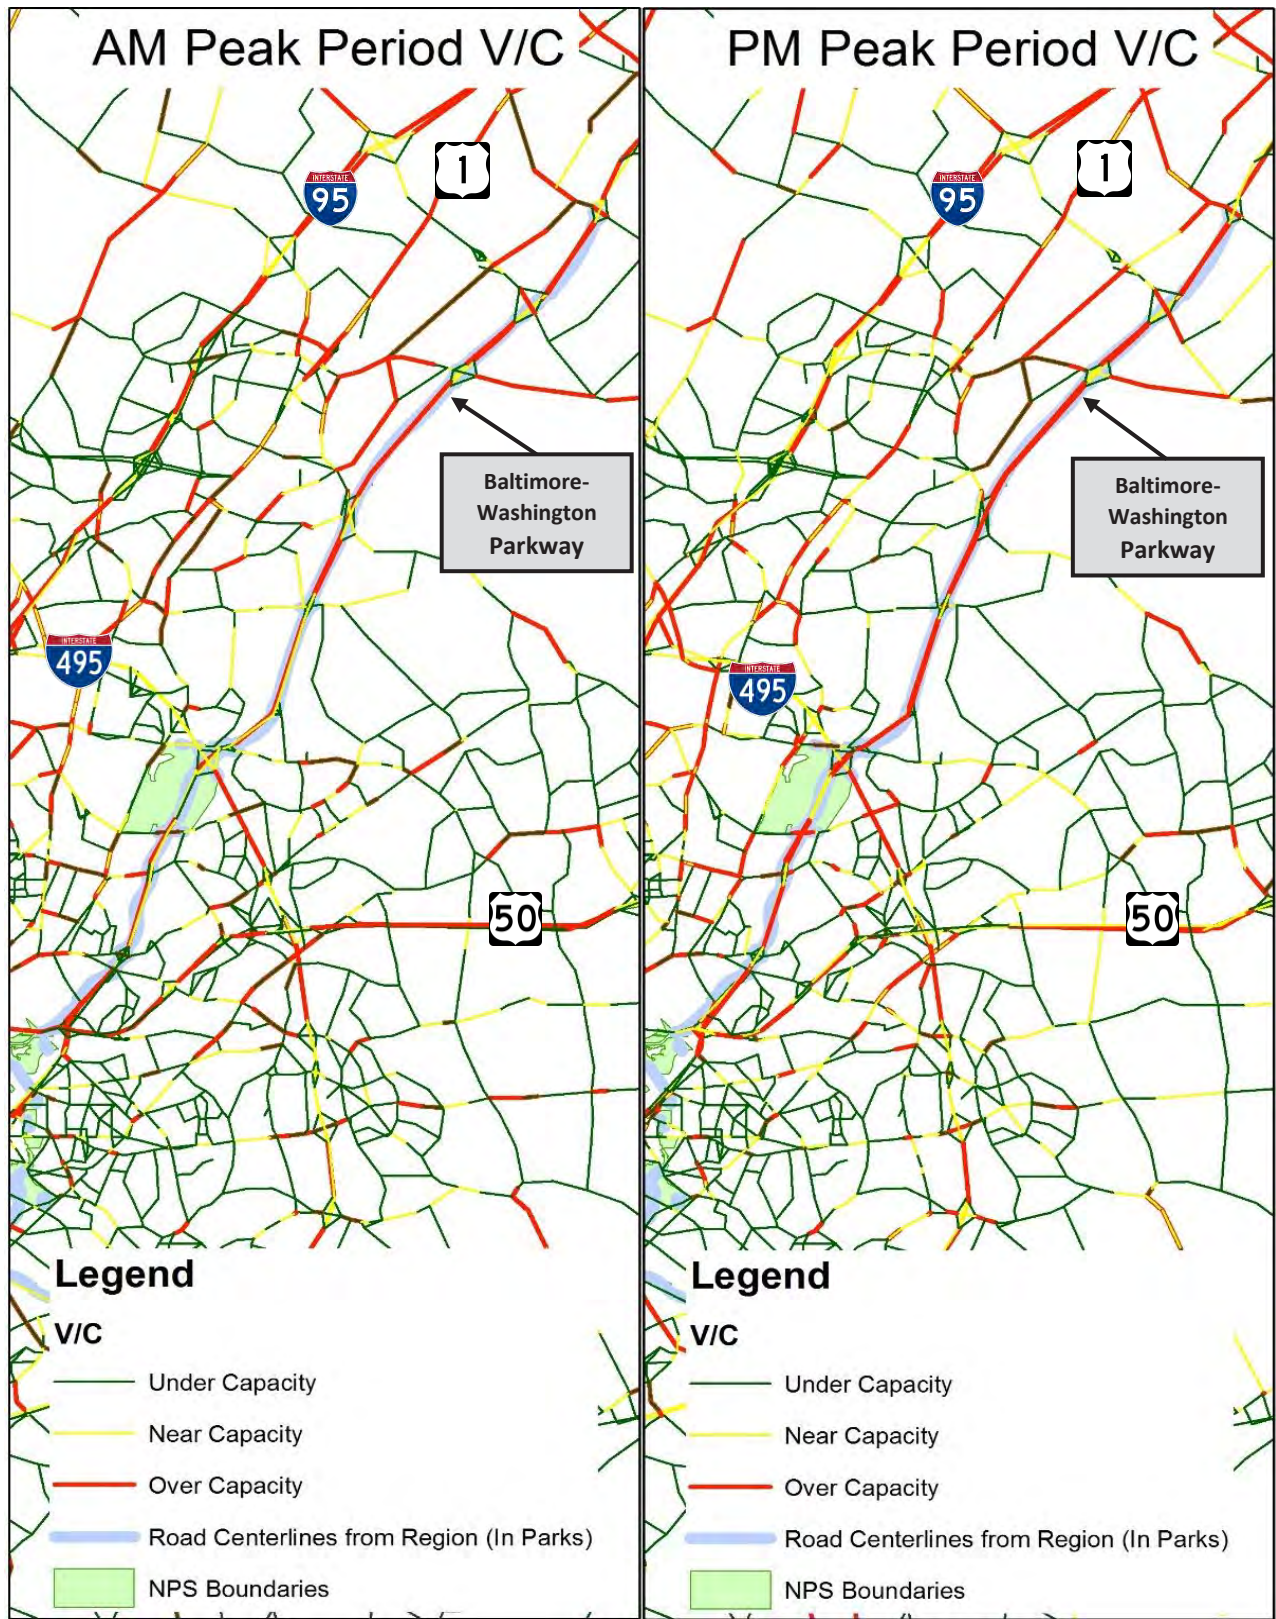 AM Peak Period V/C
INTERSTATE
95
1
Baltimore-
Washington
Parkway
INTERSTATE
495
50
Legend
V/C
Under Capacity
Near Capacity
Over Capacity
Road Centerlines from Region (In Parks)
NPS Boundaries
PM Peak Period V/C
INTERSTATE
95
1
Baltimore-
Washington
Parkway
INTERSTATE
495
50
Legend
V/C
Under Capacity
Near Capacity
Over Capacity
Road Centerlines from Region (In Parks)
NPS Boundaries